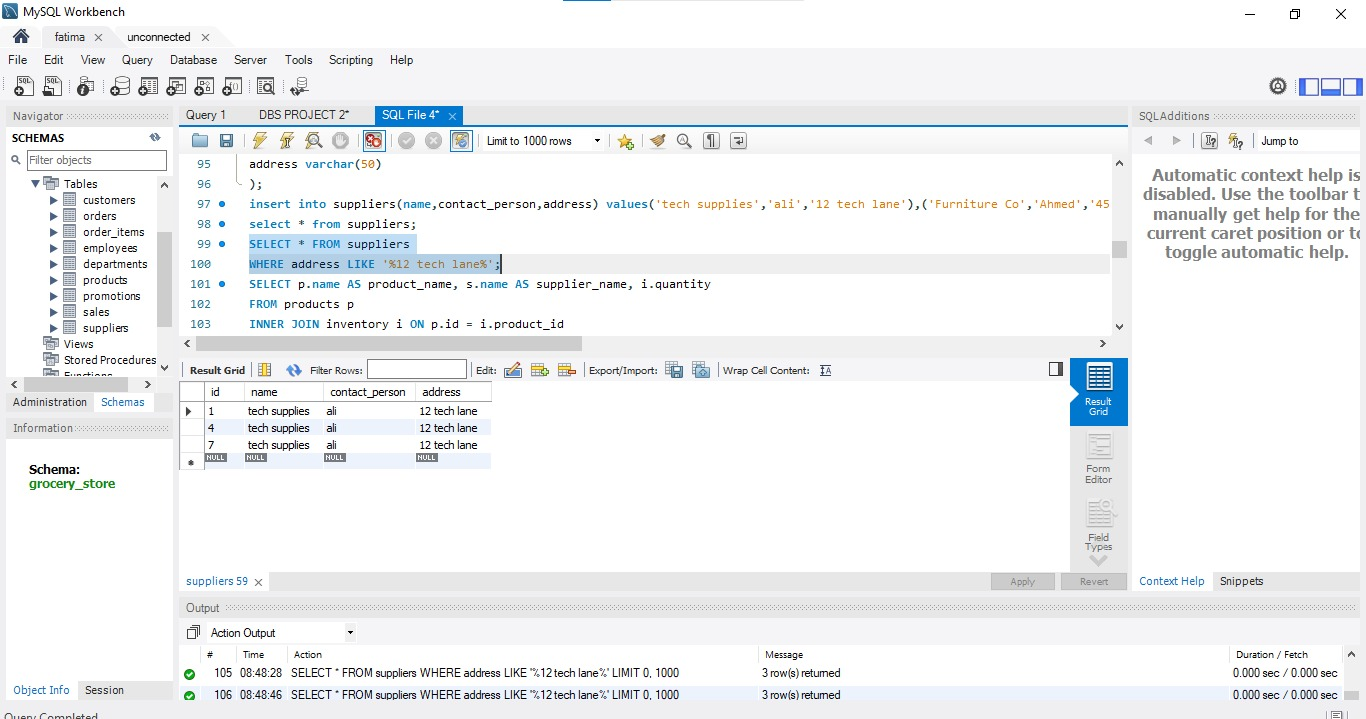 MySQL Workbench
fatima
unconnected
File Edit View Query Database Server Tools Scripting Help
Navigator
SCHEMAS
Filter objects
Tables
customers
orders
order_items
employees
departments
products
promotions
sales
suppliers
Views
Stored Procedures
Administration Schemas
Information
Schema:
grocery_store
Object Info Session
Query Completed
Query 1 DBS PROJECT 2* SQL File 4*
Limit to 1000 rows
95 address varchar(50)
96 );
97 insert into suppliers(name,contact_person,address) values('tech supplies','ali','12 tech lane'),('Furniture Co','Ahmed','45
98 select * from suppliers;
99 SELECT * FROM suppliers
100 WHERE address LIKE '%12 tech lane%';
101 SELECT p.name AS product_name, s.name AS supplier_name, i.quantity
102 FROM products p
103 INNER JOIN inventory i ON p.id = i.product_id
Result Grid Filter Rows: Edit: Export/Import: Wrap Cell Content: IA
id name contact_person address
1 tech supplies ali 12 tech lane
4 tech supplies ali 12 tech lane
7 tech supplies ali 12 tech lane
NULL NULL NULL NULL
Result
Grid
Form
Editor
Field
Types
suppliers 59
Apply Revert
Output
Action Output
# Time Action Message Duration / Fetch
105 08:48:28 SELECT * FROM suppliers WHERE address LIKE '%12 tech lane%' LIMIT 0, 1000 3 row(s) returned 0.000 sec / 0.000 sec
106 08:48:46 SELECT * FROM suppliers WHERE address LIKE '%12 tech lane%' LIMIT 0, 1000 3 row(s) returned 0.000 sec / 0.000 sec
SQLAdditions
Jump to
Automatic context help is
disabled. Use the toolbar t
manually get help for the
current caret position or to
toggle automatic help.
Context Help Snippets